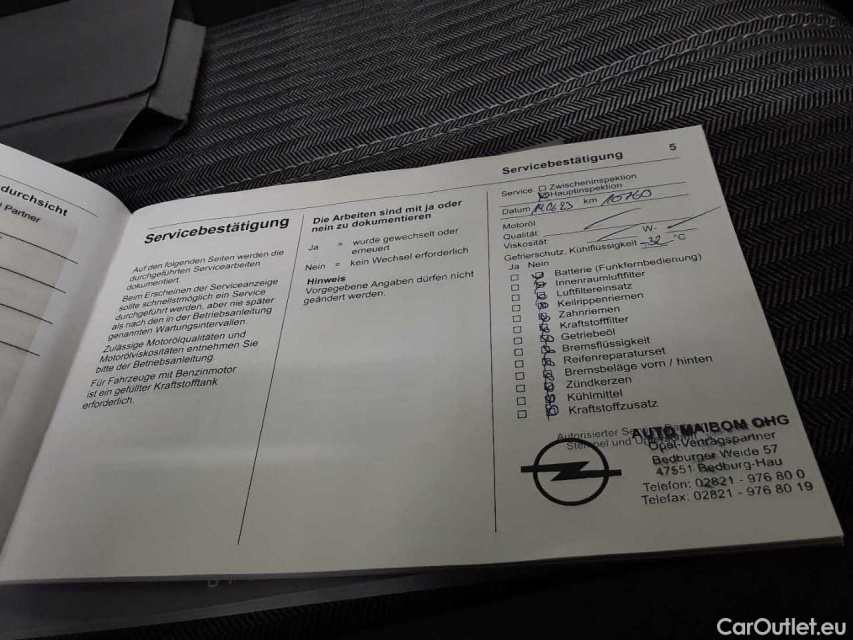 durchsicht
Partner
Servicebestätigung
Auf den folgenden Seiten werden die
durchgeführten Servicearbeiten
dokumentiert.
Beim Erscheinen der Serviceanzeige
sollte schnellstmöglich ein Service
durchgeführt werden, aber nie später
als nach den in der Betriebsanleitung
genannten Wartungsintervallen.
Zulässige Motorölqualitäten und
Motorölviskositäten entnehmen Sie
bitte der Betriebsanleitung.
Für Fahrzeuge mit Benzinmotor
ist ein gefüllter Kraftstofftank
erforderlich.
Die Arbeiten sind mit ja oder
nein zu dokumentieren
Ja = wurde gewechselt oder
erneuert
Nein = kein Wechsel erforderlich
Hinweis
Vorgegebene Angaben dürfen nicht
geändert werden.
Servicebestätigung 5
Service Zwischeninspektion
Hauptinspektion
Datum 14.06.23 km 10760
Motoröl
Qualität:
Viskosität: W-
Gefrierschutz, Kühlflüssigkeit -32 °C
Ja Nein
Batterie (Funkfernbedienung)
Innenraumluftfilter
Luftfiltereinsatz
Keilrippenriemen
Zahnriemen
Kraftstofffilter
Getriebeöl
Bremsflüssigkeit
Reifenreparaturset
Bremsbeläge vorn / hinten
Zündkerzen
Kühlmittel
Kraftstoffzusatz
Autorisierter
Stempel und
AUTO MAIBOM OHG
Opel-Vertragspartner
Bedburger Weide 57
47551 Bedburg-Hau
Telefon: 02821 - 976 80 0
Telefax: 02821 - 976 80 19
CarOutlet.eu